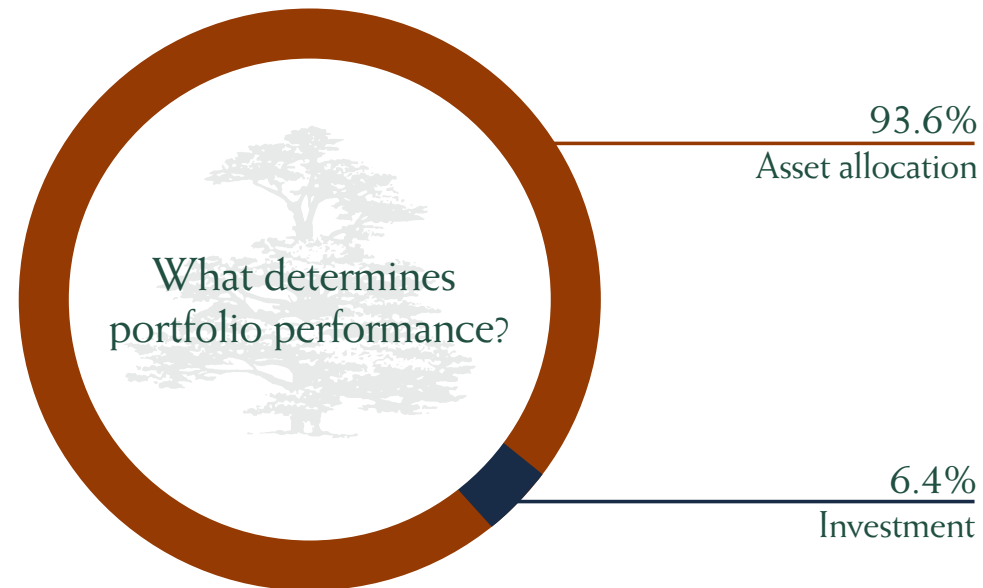 93.6%
Asset allocation
What determines
portfolio performance?
6.4%
Investment